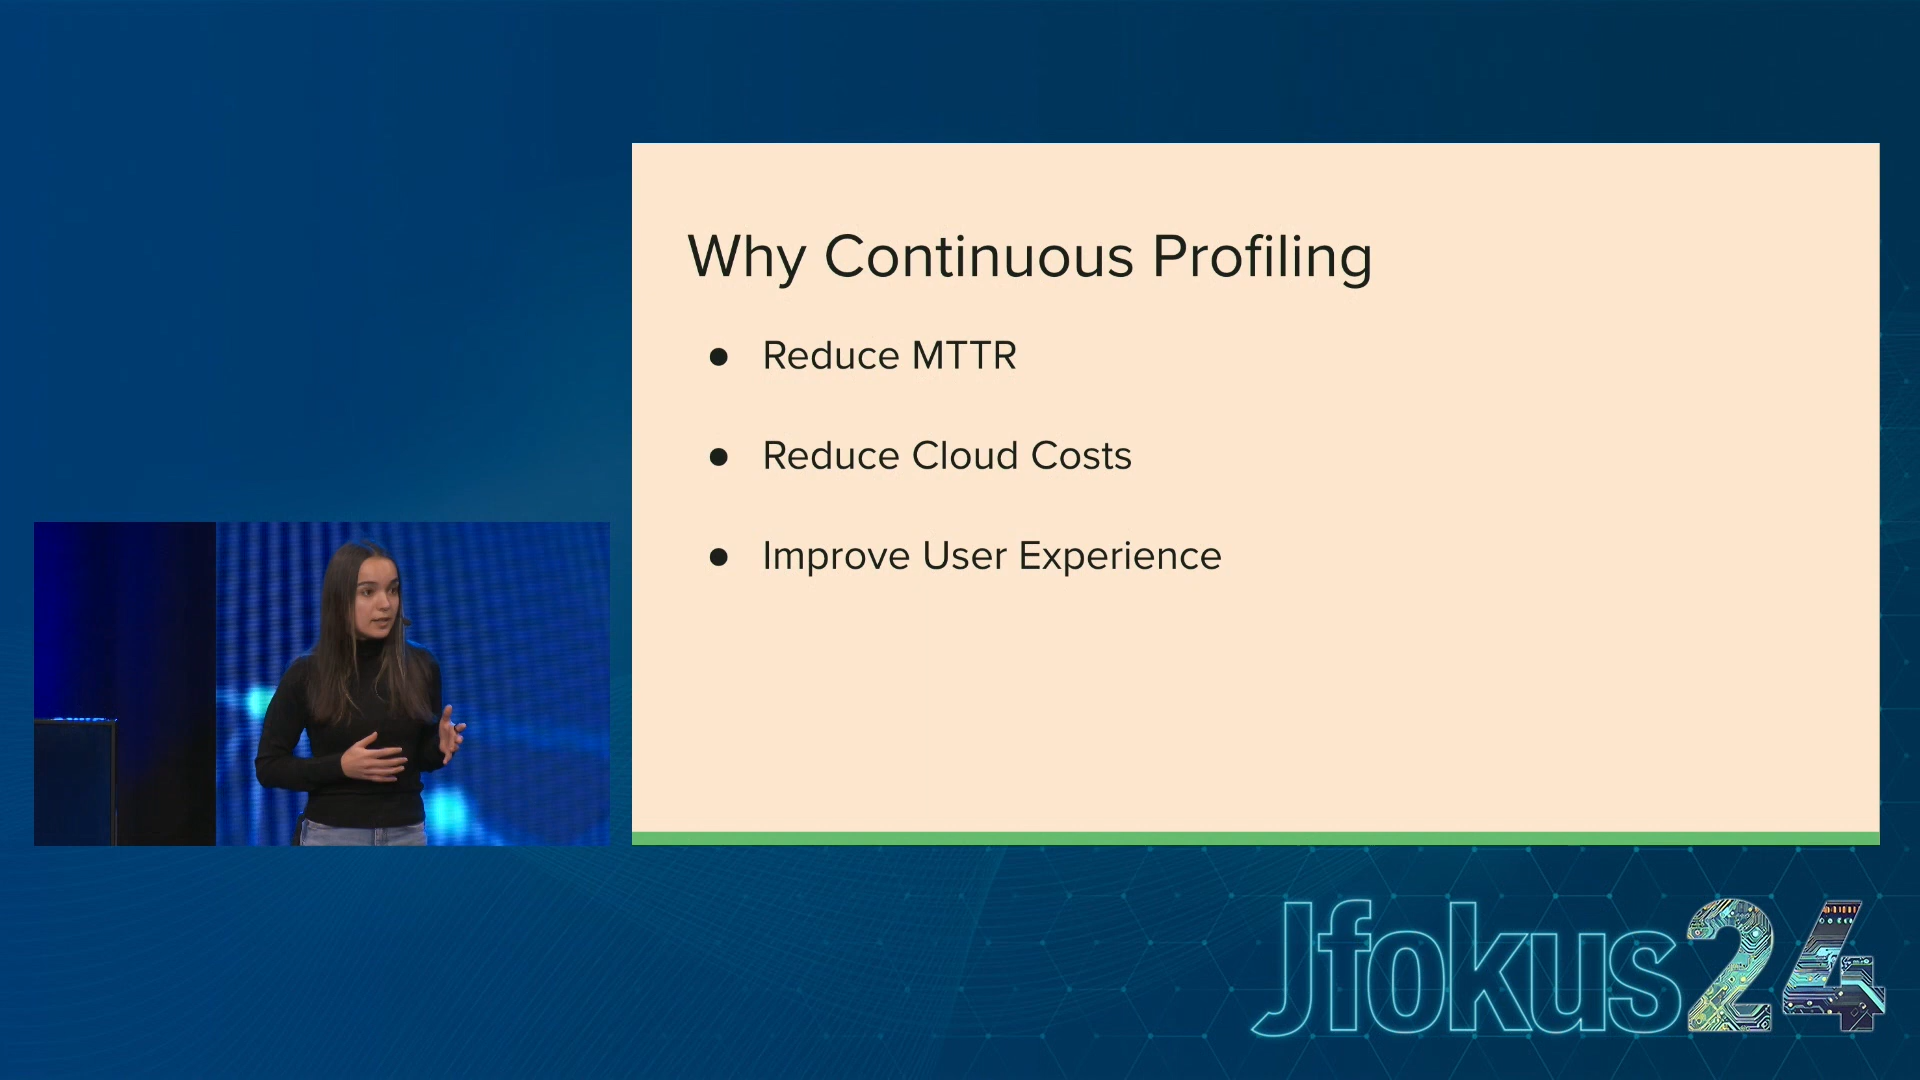 Why Continuous Profiling
● Reduce MTTR
● Reduce Cloud Costs
● Improve User Experience
Jfokus24